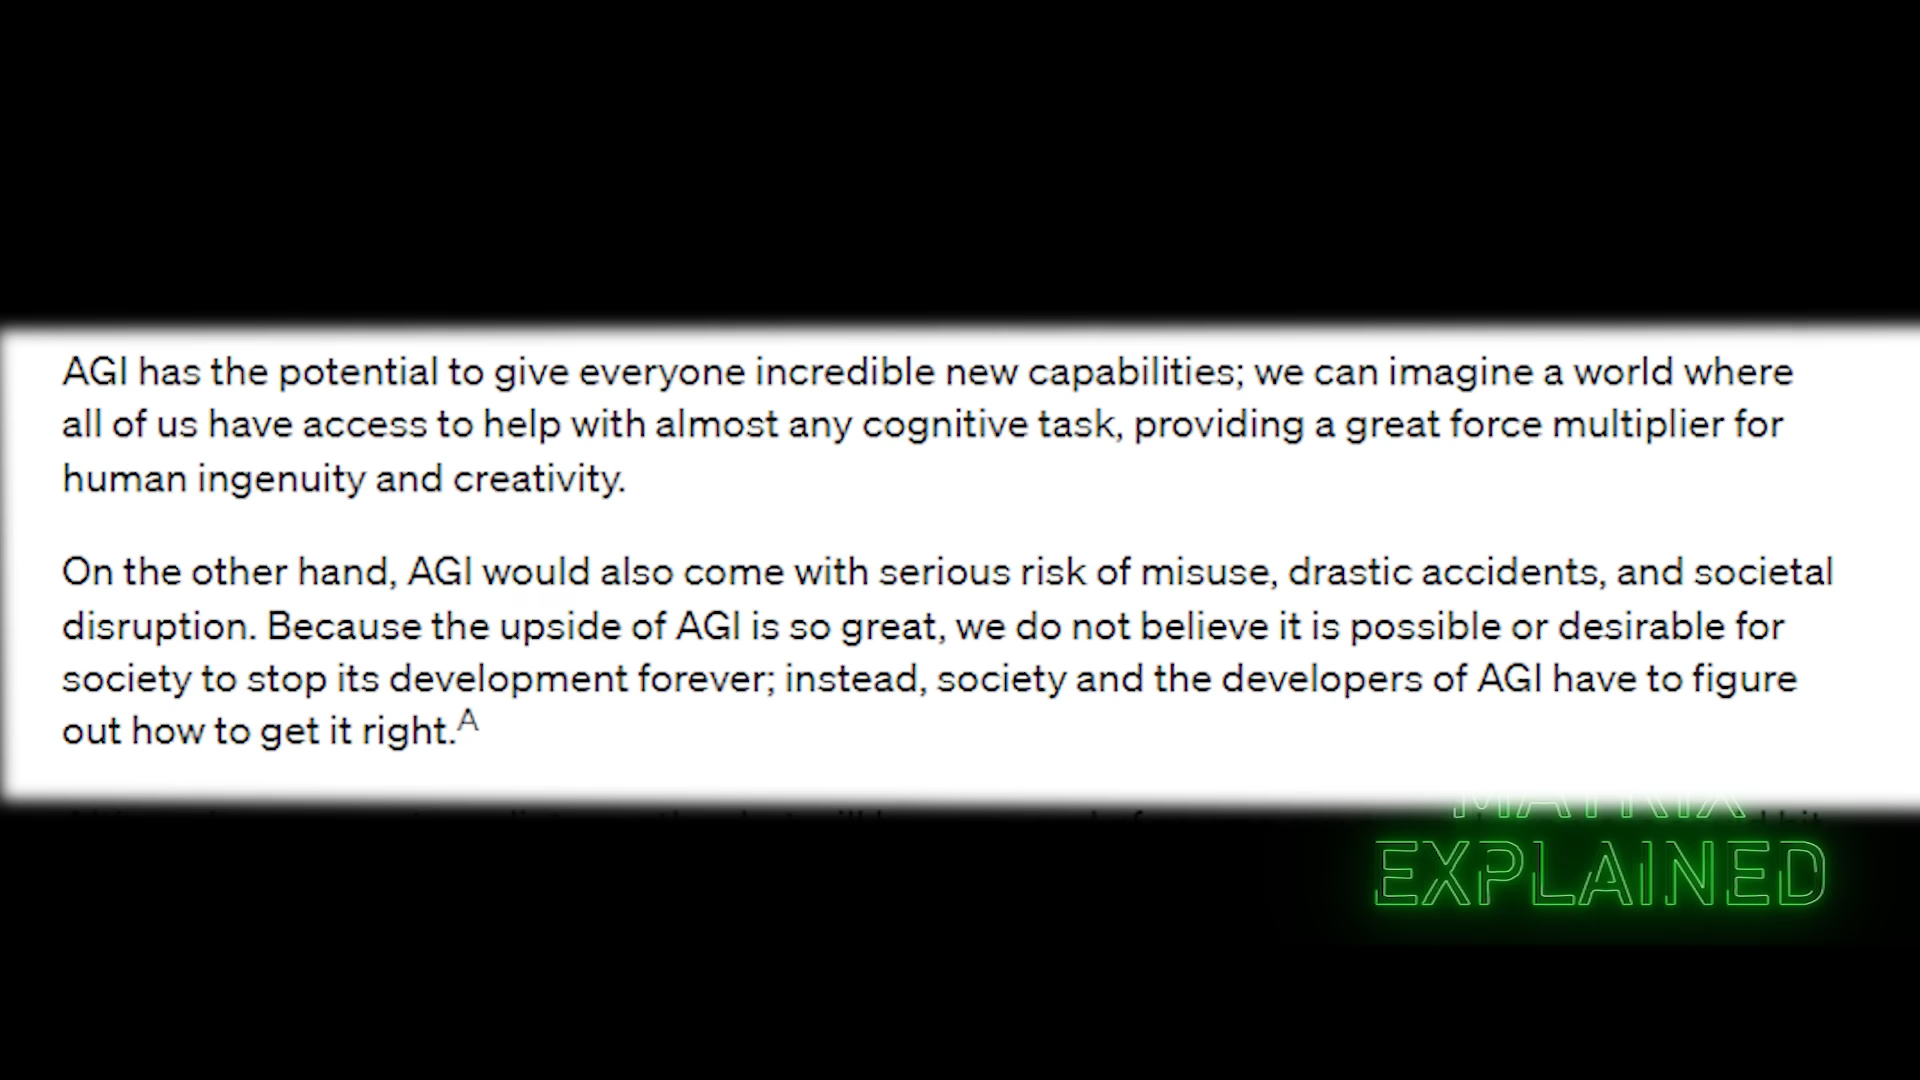 AGI has the potential to give everyone incredible new capabilities; we can imagine a world where
all of us have access to help with almost any cognitive task, providing a great force multiplier for
human ingenuity and creativity.
On the other hand, AGI would also come with serious risk of misuse, drastic accidents, and societal
disruption. Because the upside of AGI is so great, we do not believe it is possible or desirable for
society to stop its development forever; instead, society and the developers of AGI have to figure
out how to get it right.A
MATRIX
EXPLAINED